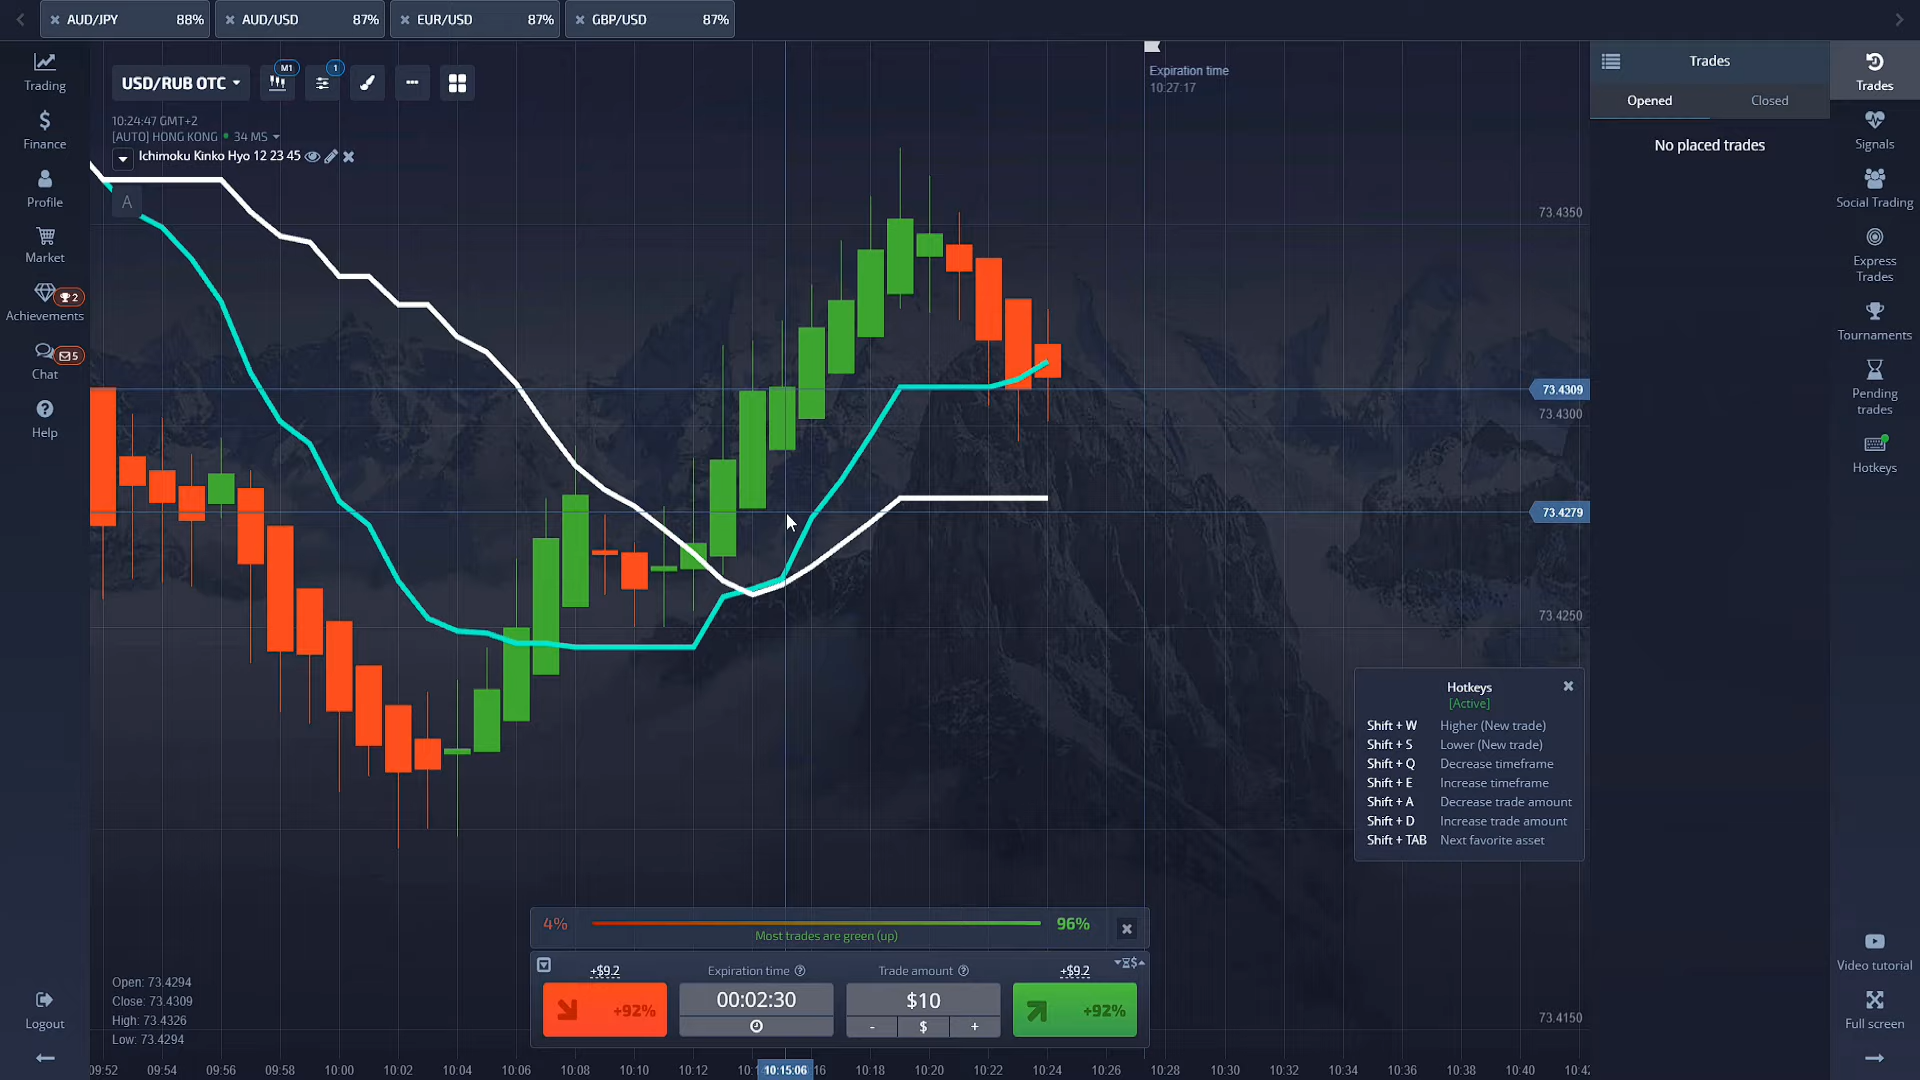 AUD/JPY 88%
AUD/USD 87%
EUR/USD 87%
GBP/USD 87%
Trading
Finance
Profile
Market
2
Achievements
5
Chat
Help
Logout
USD/RUB OTC
M1
1
10:24:47 GMT+2
[AUTO] HONG KONG 34 MS
Ichimoku Kinko Hyo 12 23 45
A
Expiration time
10:27:17
73.4350
73.4309
73.4300
73.4279
73.4250
73.4150
Hotkeys
[Active]
Shift + W Higher (New trade)
Shift + S Lower (New trade)
Shift + Q Decrease timeframe
Shift + E Increase timeframe
Shift + A Decrease trade amount
Shift + D Increase trade amount
Shift + TAB Next favorite asset
4% 96%
Most trades are green (up)
+$9.2 Expiration time ? Trade amount ? +$9.2
+92% 00:02:30 $10 +92%
- $ +
Open: 73.4294
Close: 73.4309
High: 73.4326
Low: 73.4294
09:52 09:54 09:56 09:58 10:00 10:02 10:04 10:06 10:08 10:10 10:12 10:15:06 10:18 10:20 10:22 10:24 10:26 10:28 10:30 10:32 10:34 10:36 10:38 10:40
Trades
Opened Closed
No placed trades
Trades
Signals
Social Trading
Express
Trades
Tournaments
Pending
trades
Hotkeys
Video tutorial
Full screen